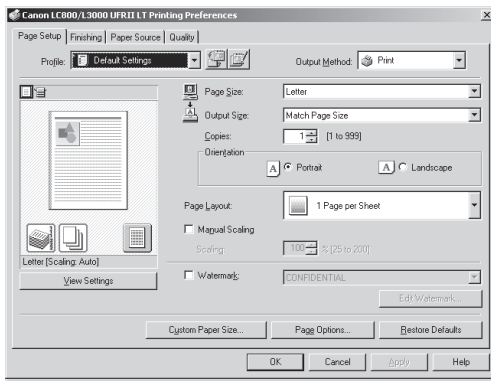 Canon LC800/L3000 UFRII LT Printing Preferences
Page Setup Finishing Paper Source Quality
Profile: Default Settings Output Method: Print
Page Size: Letter
Output Size: Match Page Size
Copies: 1 [1 to 999]
Orientation
A Portrait A Landscape
Page Layout: 1 Page per Sheet
Manual Scaling
Scaling: 100 % [25 to 200]
Letter [Scaling: Auto]
View Settings
Watermark: CONFIDENTIAL
Edit Watermark...
Custom Paper Size... Page Options... Restore Defaults
OK Cancel Apply Help